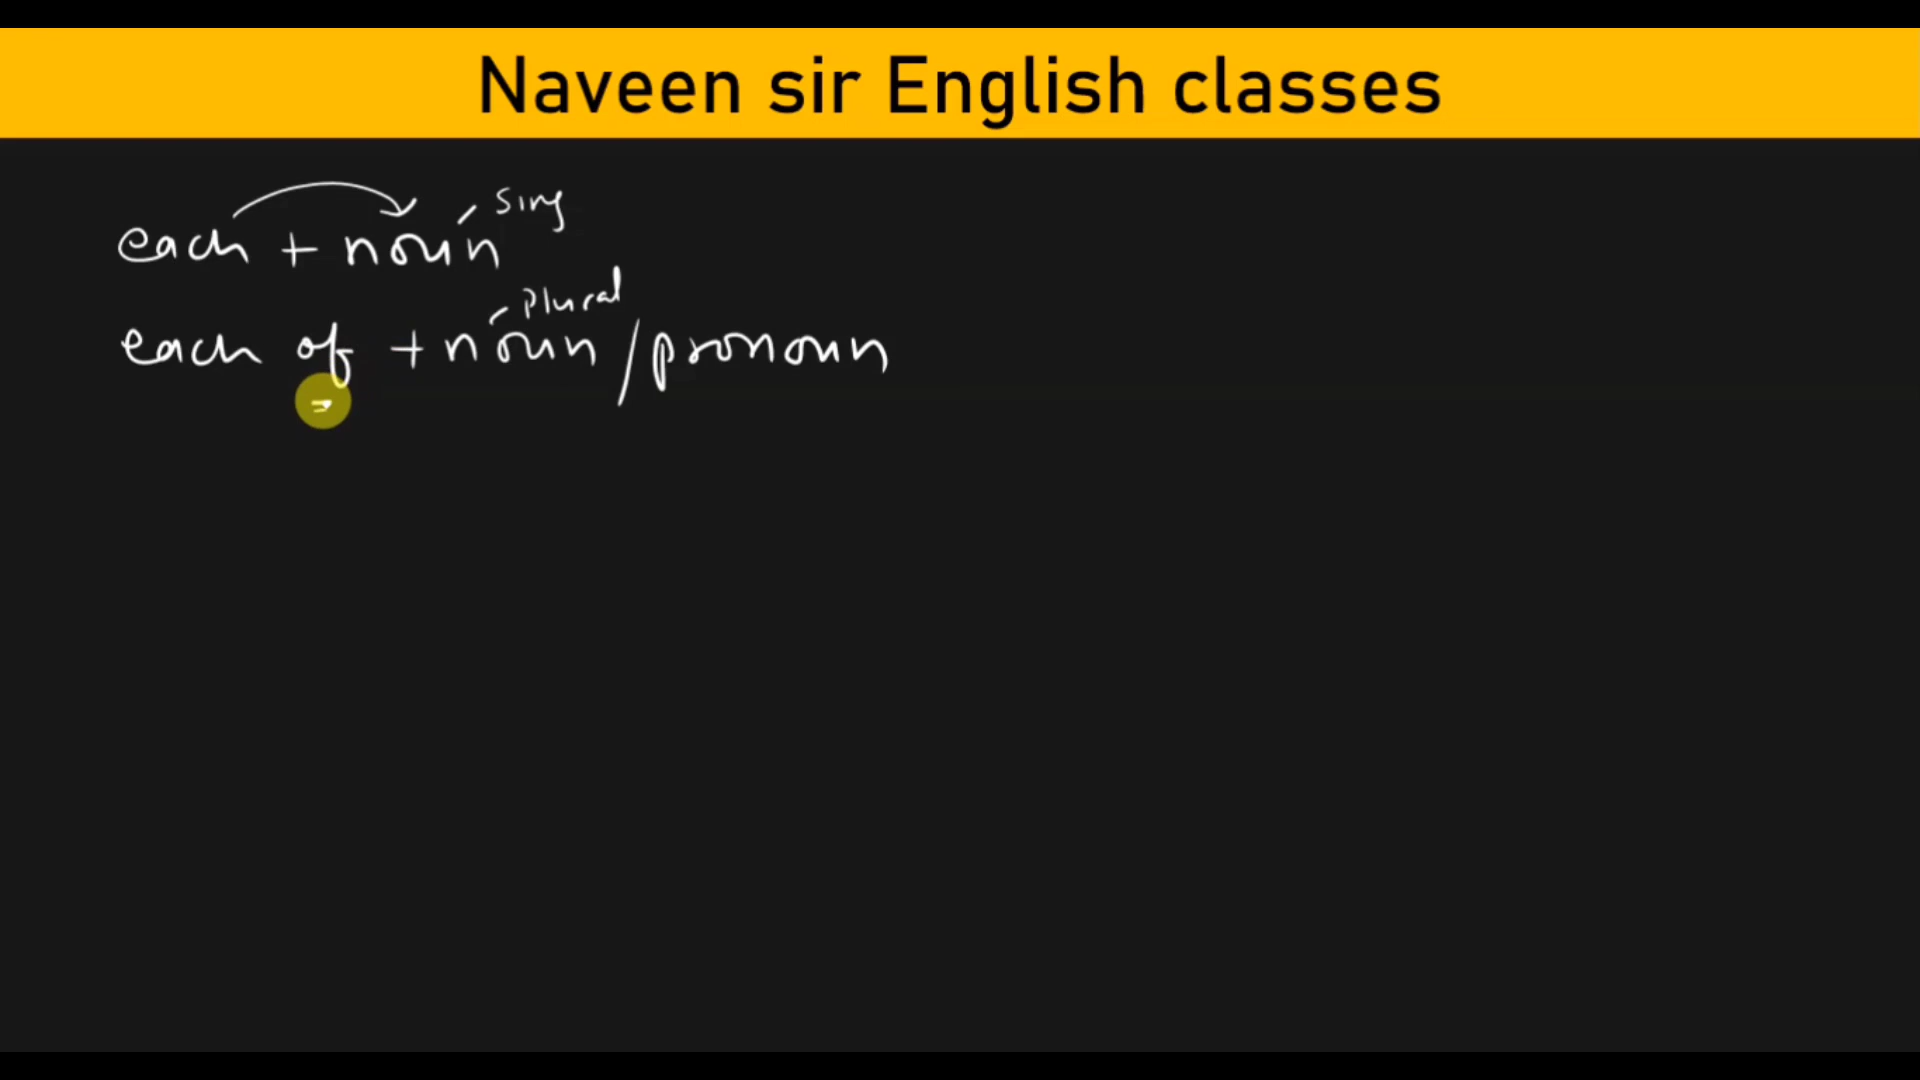 Naveen sir English classes
sing
each + noun
plural
each of + noun/pronoun